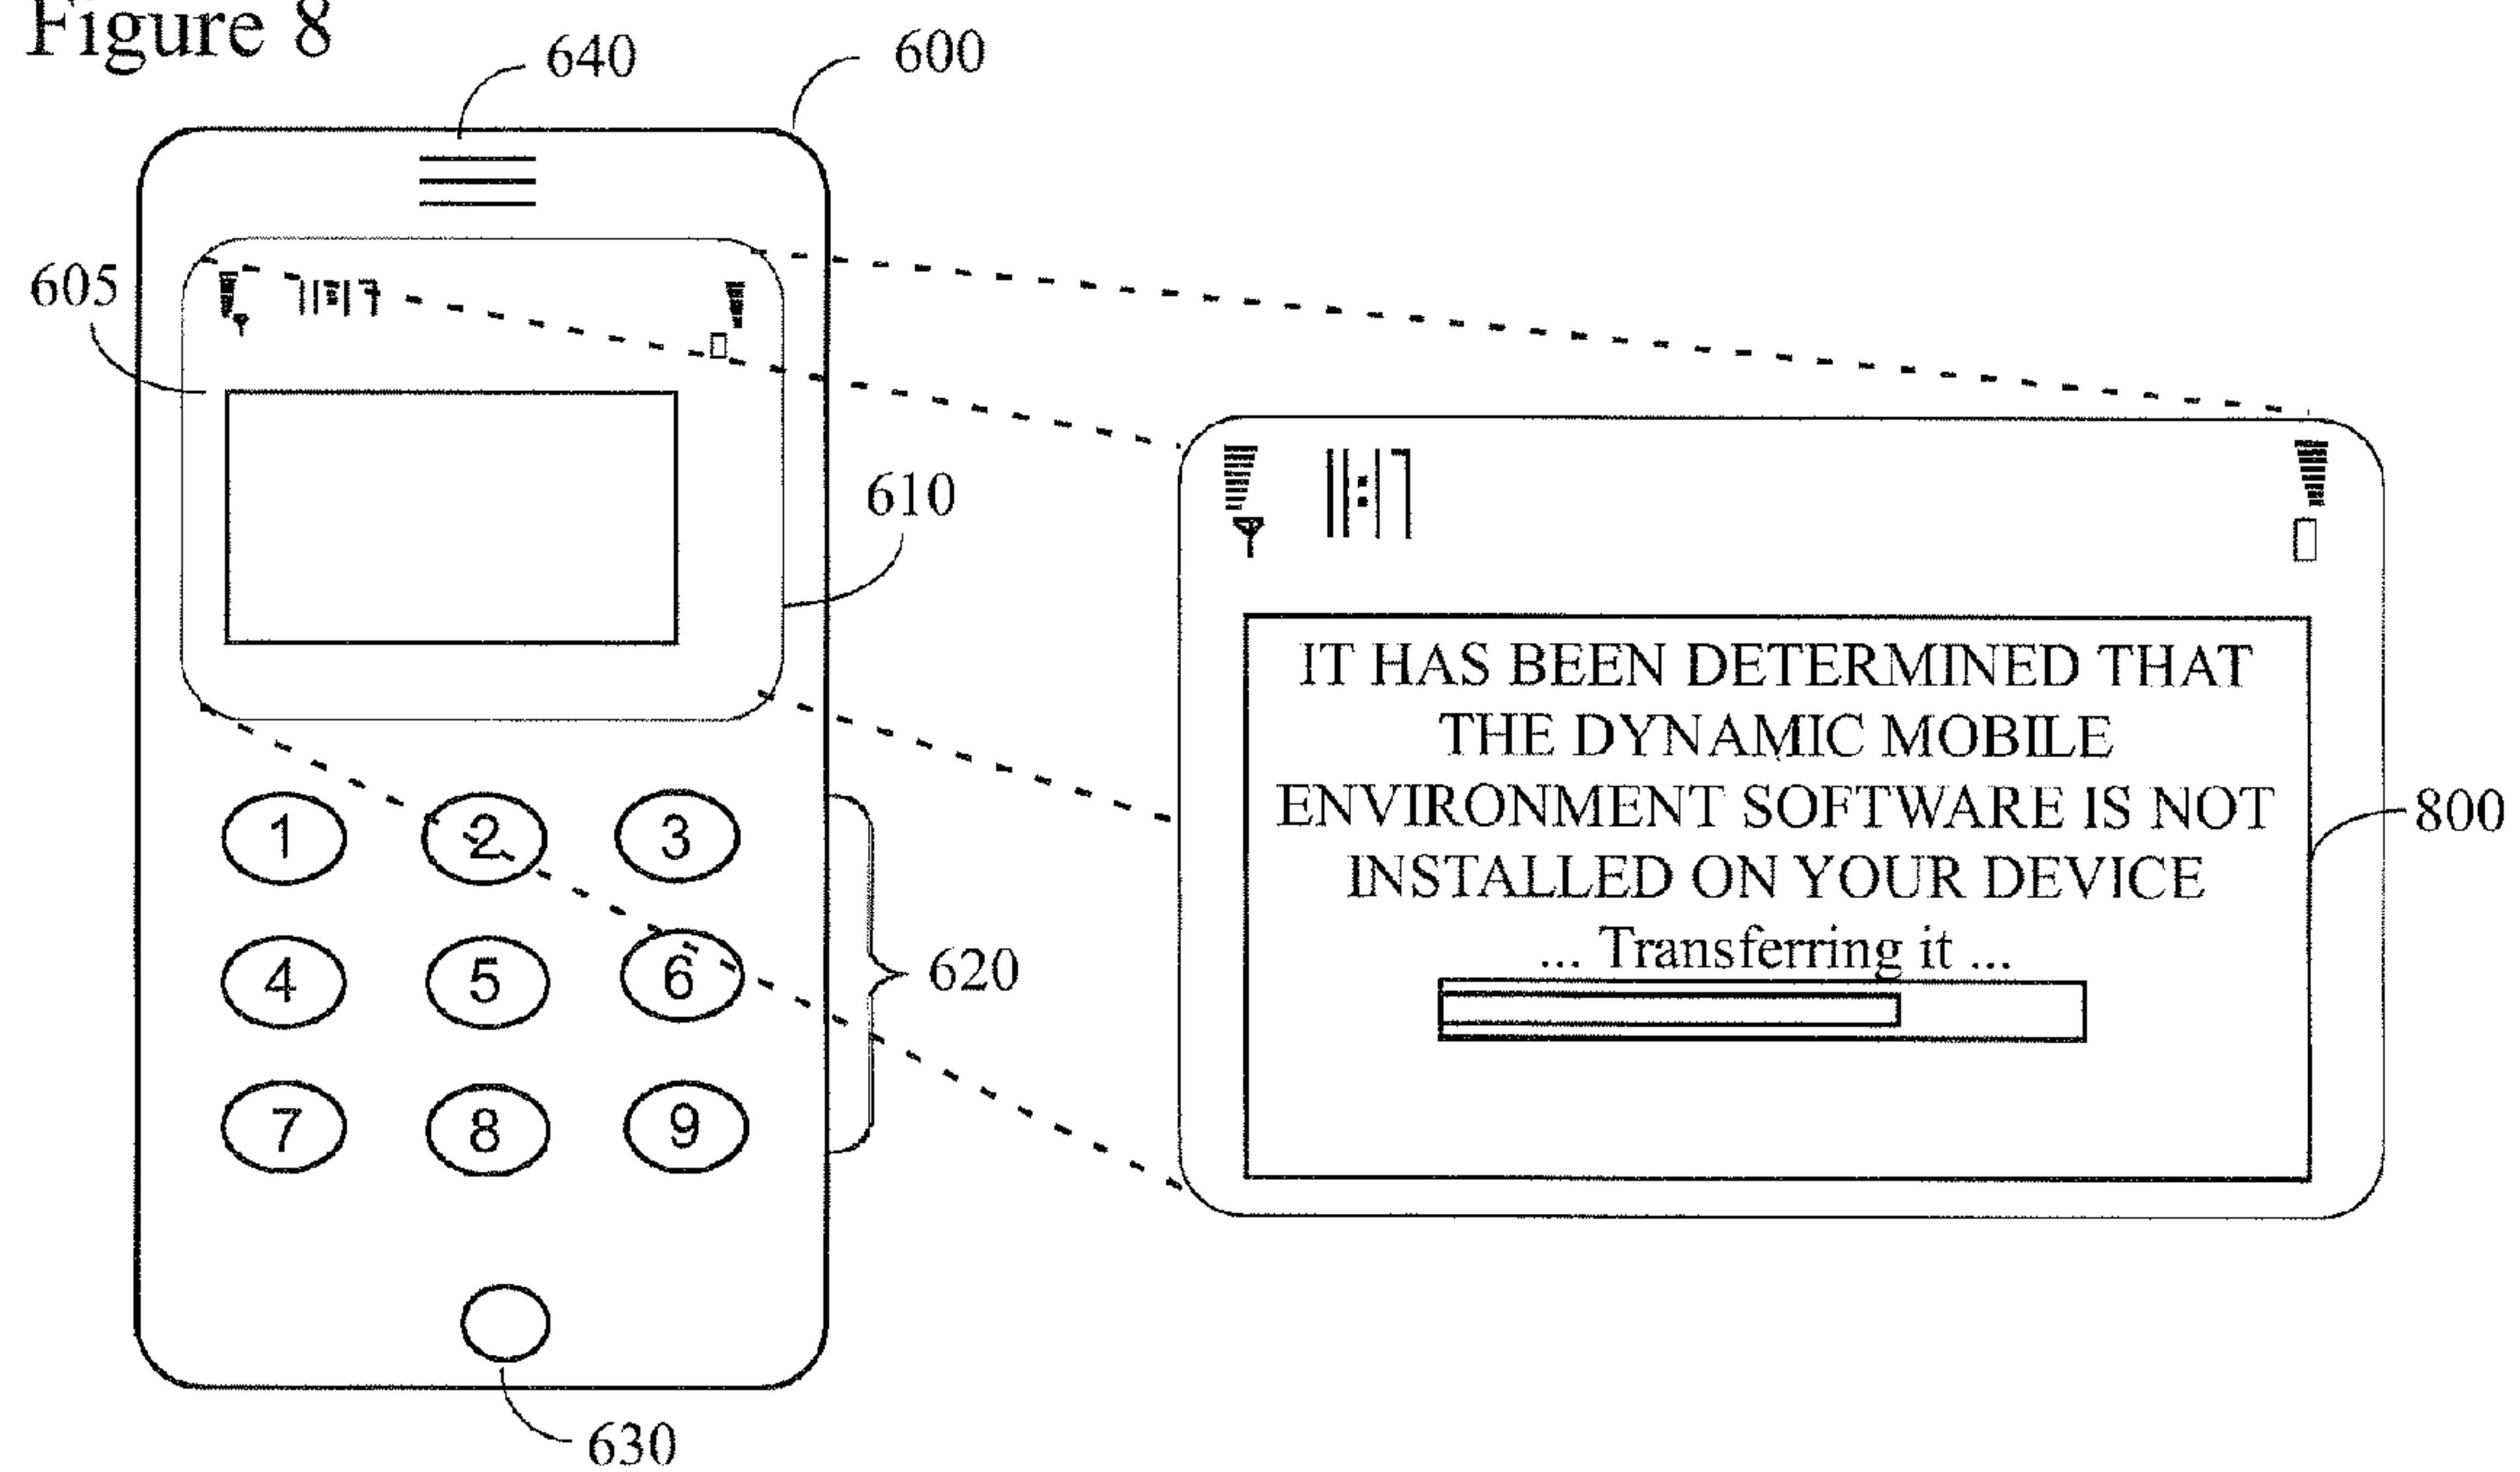 Figure 8
640
600
605
610
IT HAS BEEN DETERMINED THAT
THE DYNAMIC MOBILE
ENVIRONMENT SOFTWARE IS NOT
INSTALLED ON YOUR DEVICE
... Transferring it ...
800
1 2 3
4 5 6
620
7 8 9
630